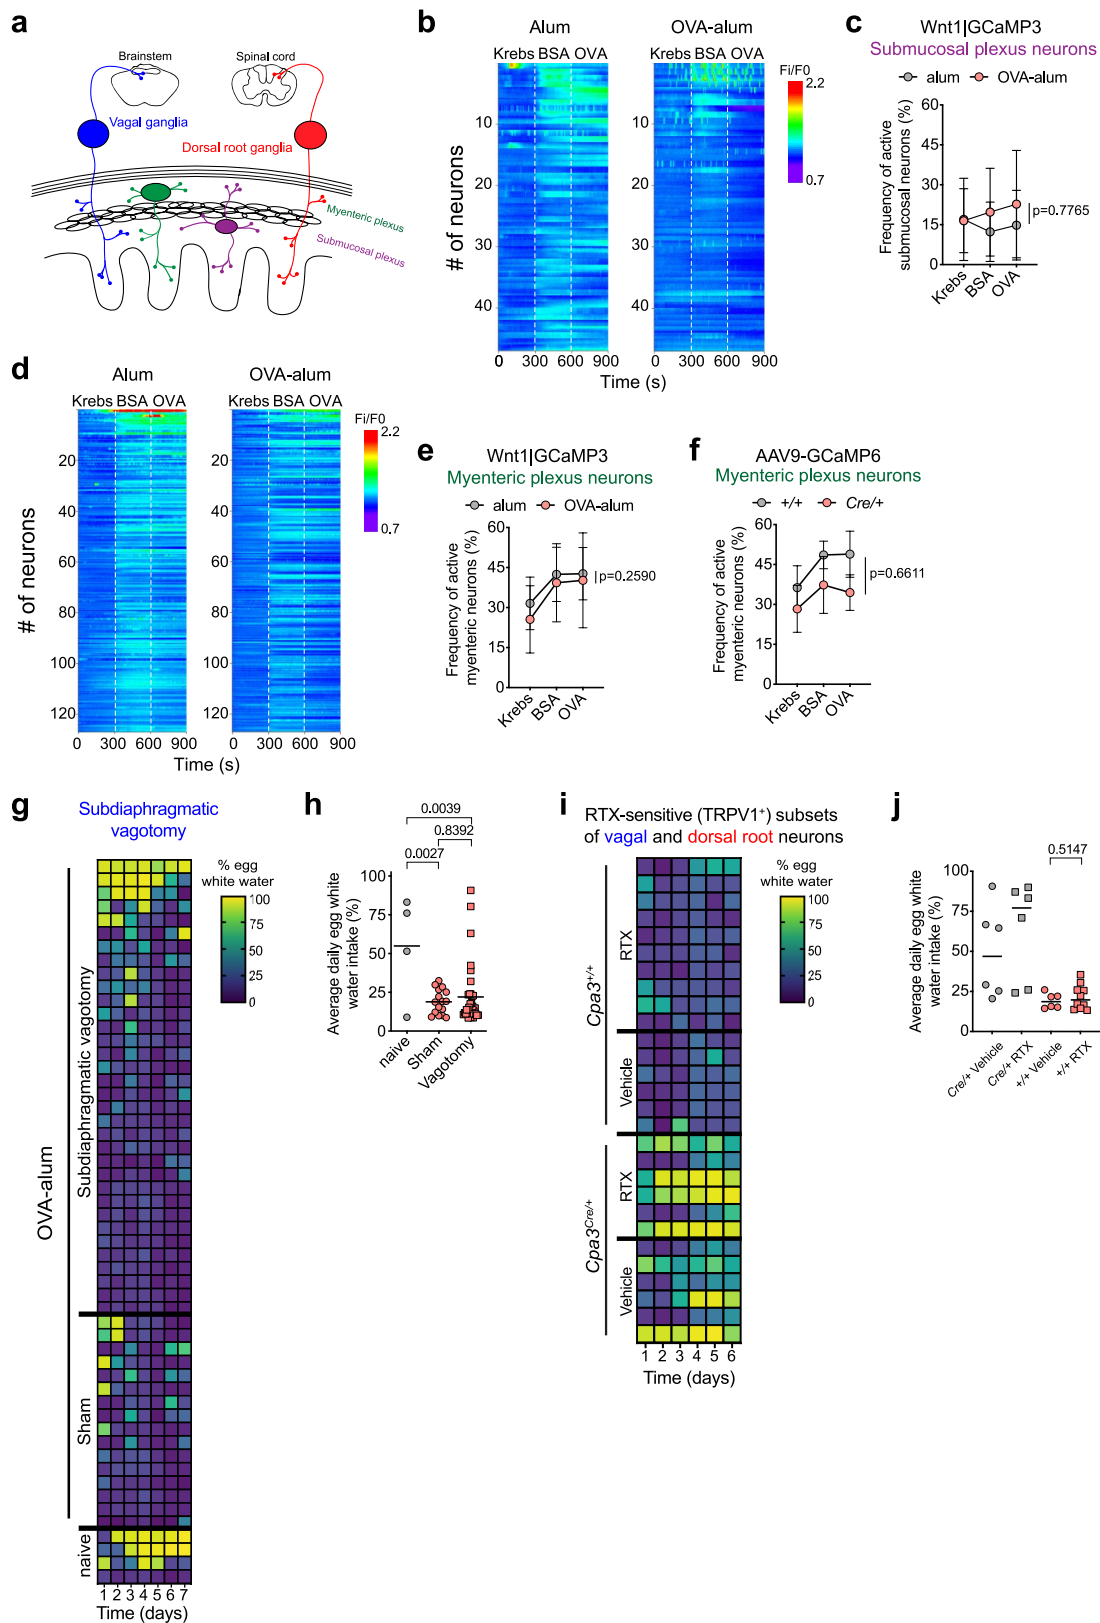 a
Brainstem
Spinal cord
Vagal ganglia
Dorsal root ganglia
Myenteric plexus
Submucosal plexus
b
Alum
OVA-alum
Krebs BSA OVA
Krebs BSA OVA
Fi/F0
2.2
0.7
# of neurons
10
20
30
40
10
20
30
40
0 300 600 900
0 300 600 900
Time (s)
c
Wnt1|GCaMP3
Submucosal plexus neurons
alum OVA-alum
Frequency of active
submucosal neurons (%)
60
45
30
15
0
p=0.7765
Krebs
BSA
OVA
d
Alum
OVA-alum
Krebs BSA OVA
Krebs BSA OVA
Fi/F0
2.2
0.7
# of neurons
20
40
60
80
100
120
20
40
60
80
100
120
0 300 600 900
0 300 600 900
Time (s)
e
Wnt1|GCaMP3
Myenteric plexus neurons
alum OVA-alum
Frequency of active
myenteric neurons (%)
60
45
30
15
0
p=0.2590
Krebs
BSA
OVA
f
AAV9-GCaMP6
Myenteric plexus neurons
+/+ Cre/+
Frequency of active
myenteric neurons (%)
60
45
30
15
0
p=0.6611
Krebs
BSA
OVA
g
Subdiaphragmatic
vagotomy
% egg
white water
100
75
50
25
0
OVA-alum
Subdiaphragmatic vagotomy
Sham
naive
1 2 3 4 5 6 7
Time (days)
h
0.0039
0.8392
0.0027
Average daily egg white
water intake (%)
100
75
50
25
0
naive
Sham
Vagotomy
i
RTX-sensitive (TRPV1+) subsets
of vagal and dorsal root neurons
% egg
white water
100
75
50
25
0
Cpa3+/+
RTX
Vehicle
Cpa3Cre/+
RTX
Vehicle
1 2 3 4 5 6
Time (days)
j
0.5147
Average daily egg white
water intake (%)
100
75
50
25
0
Cre/+ Vehicle
Cre/+ RTX
+/+ Vehicle
+/+ RTX